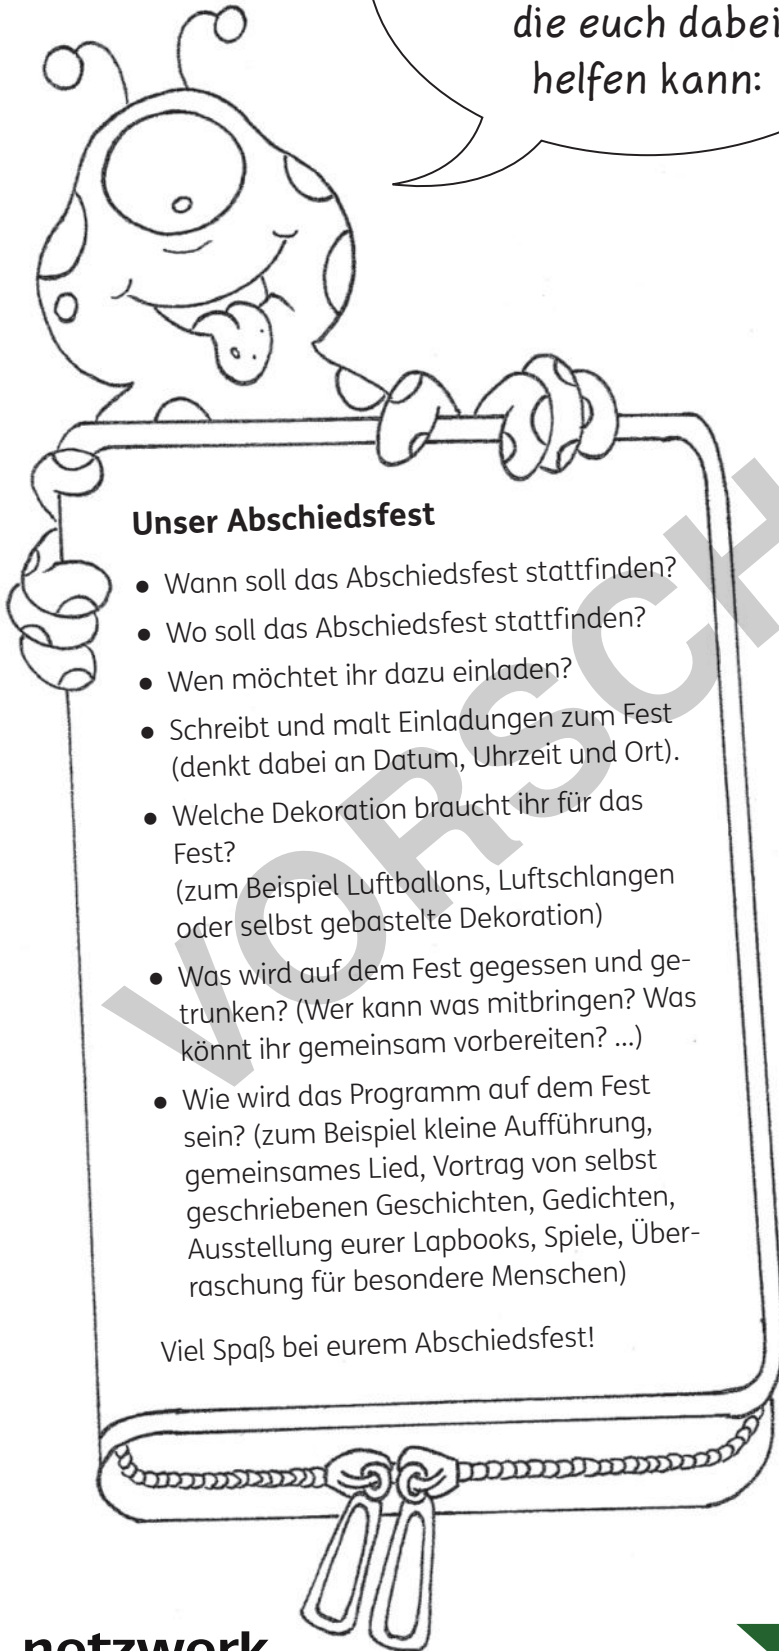 die euch dabei
helfen kann:
Unser Abschiedsfest
• Wann soll das Abschiedsfest stattfinden?
• Wo soll das Abschiedsfest stattfinden?
• Wen möchtet ihr dazu einladen?
• Schreibt und malt Einladungen zum Fest
(denkt dabei an Datum, Uhrzeit und Ort).
• Welche Dekoration braucht ihr für das
Fest?
(zum Beispiel Luftballons, Luftschlangen
oder selbst gebastelte Dekoration)
• Was wird auf dem Fest gegessen und ge-
trunken? (Wer kann was mitbringen? Was
könnt ihr gemeinsam vorbereiten? ...)
• Wie wird das Programm auf dem Fest
sein? (zum Beispiel kleine Aufführung,
gemeinsames Lied, Vortrag von selbst
geschriebenen Geschichten, Gedichten,
Ausstellung eurer Lapbooks, Spiele, Über-
raschung für besondere Menschen)
Viel Spaß bei eurem Abschiedsfest!
VORSCH
netzwerk